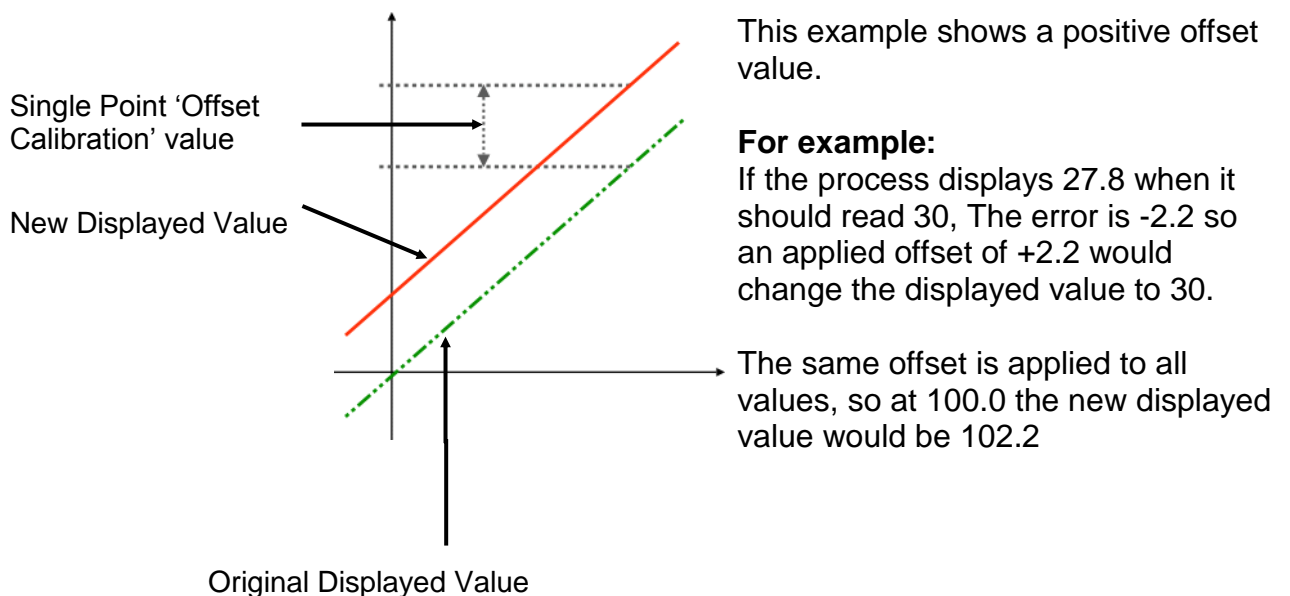 This example shows a positive offset
value.
Single Point ‘Offset
Calibration’ value
For example:
If the process displays 27.8 when it
should read 30, The error is -2.2 so
an applied offset of +2.2 would
change the displayed value to 30.
New Displayed Value
The same offset is applied to all
values, so at 100.0 the new displayed
value would be 102.2
Original Displayed Value